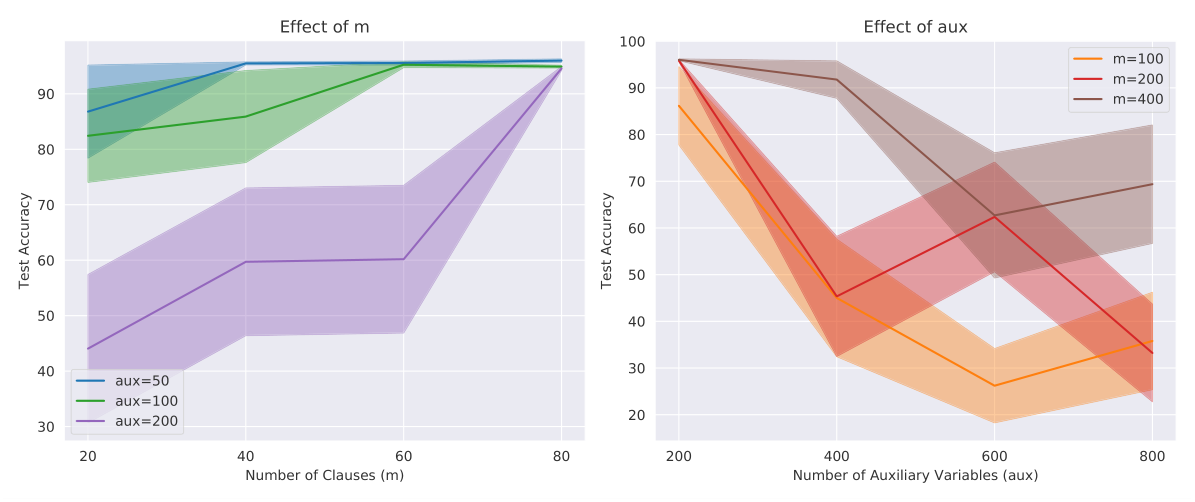 Effect of m
Test Accuracy
90
80
70
60
50
40
30
aux=50
aux=100
aux=200
20
40
60
80
Number of Clauses (m)
Effect of aux
Test Accuracy
100
90
80
70
60
50
40
30
20
m=100
m=200
m=400
200
400
600
800
Number of Auxiliary Variables (aux)